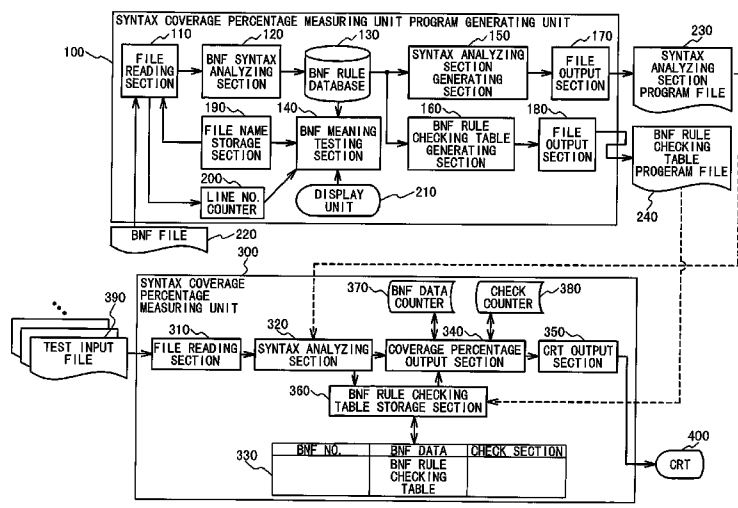 SYNTAX COVERAGE PERCENTAGE MEASURING UNIT PROGRAM GENERATING UNIT
100
110
FILE
READING
SECTION
120
BNF SYNTAX
ANALYZING
SECTION
130
BNF RULE
DATABASE
150
SYNTAX ANALYZING
SECTION
GENERATING
SECTION
170
FILE
OUTPUT
SECTION
230
SYNTAX
ANALYZING
SECTION
PROGRAM FILE
190
FILE NAME
STORAGE
SECTION
140
BNF MEANING
TESTING
SECTION
160
BNF RULE
CHECKING TABLE
GENERATING
SECTION
180
FILE
OUTPUT
SECTION
BNF RULE
CHECKING
TABLE
PROGERAM FILE
240
200
LINE NO.
COUNTER
DISPLAY
UNIT
210
BNF FILE
220
300
SYNTAX COVERAGE
PERCENTAGE
MEASURING UNIT
370
BNF DATA
COUNTER
CHECK
COUNTER
380
390
TEST INPUT
FILE
310
FILE READING
SECTION
320
SYNTAX ANALYZING
SECTION
340
COVERAGE PERCENTAGE
OUTPUT SECTION
350
CRT OUTPUT
SECTION
360
BNF RULE CHECKING
TABLE STORAGE SECTION
330
BNF NO.
BNF DATA
CHECK SECTION
BNF RULE
CHECKING
TABLE
400
CRT